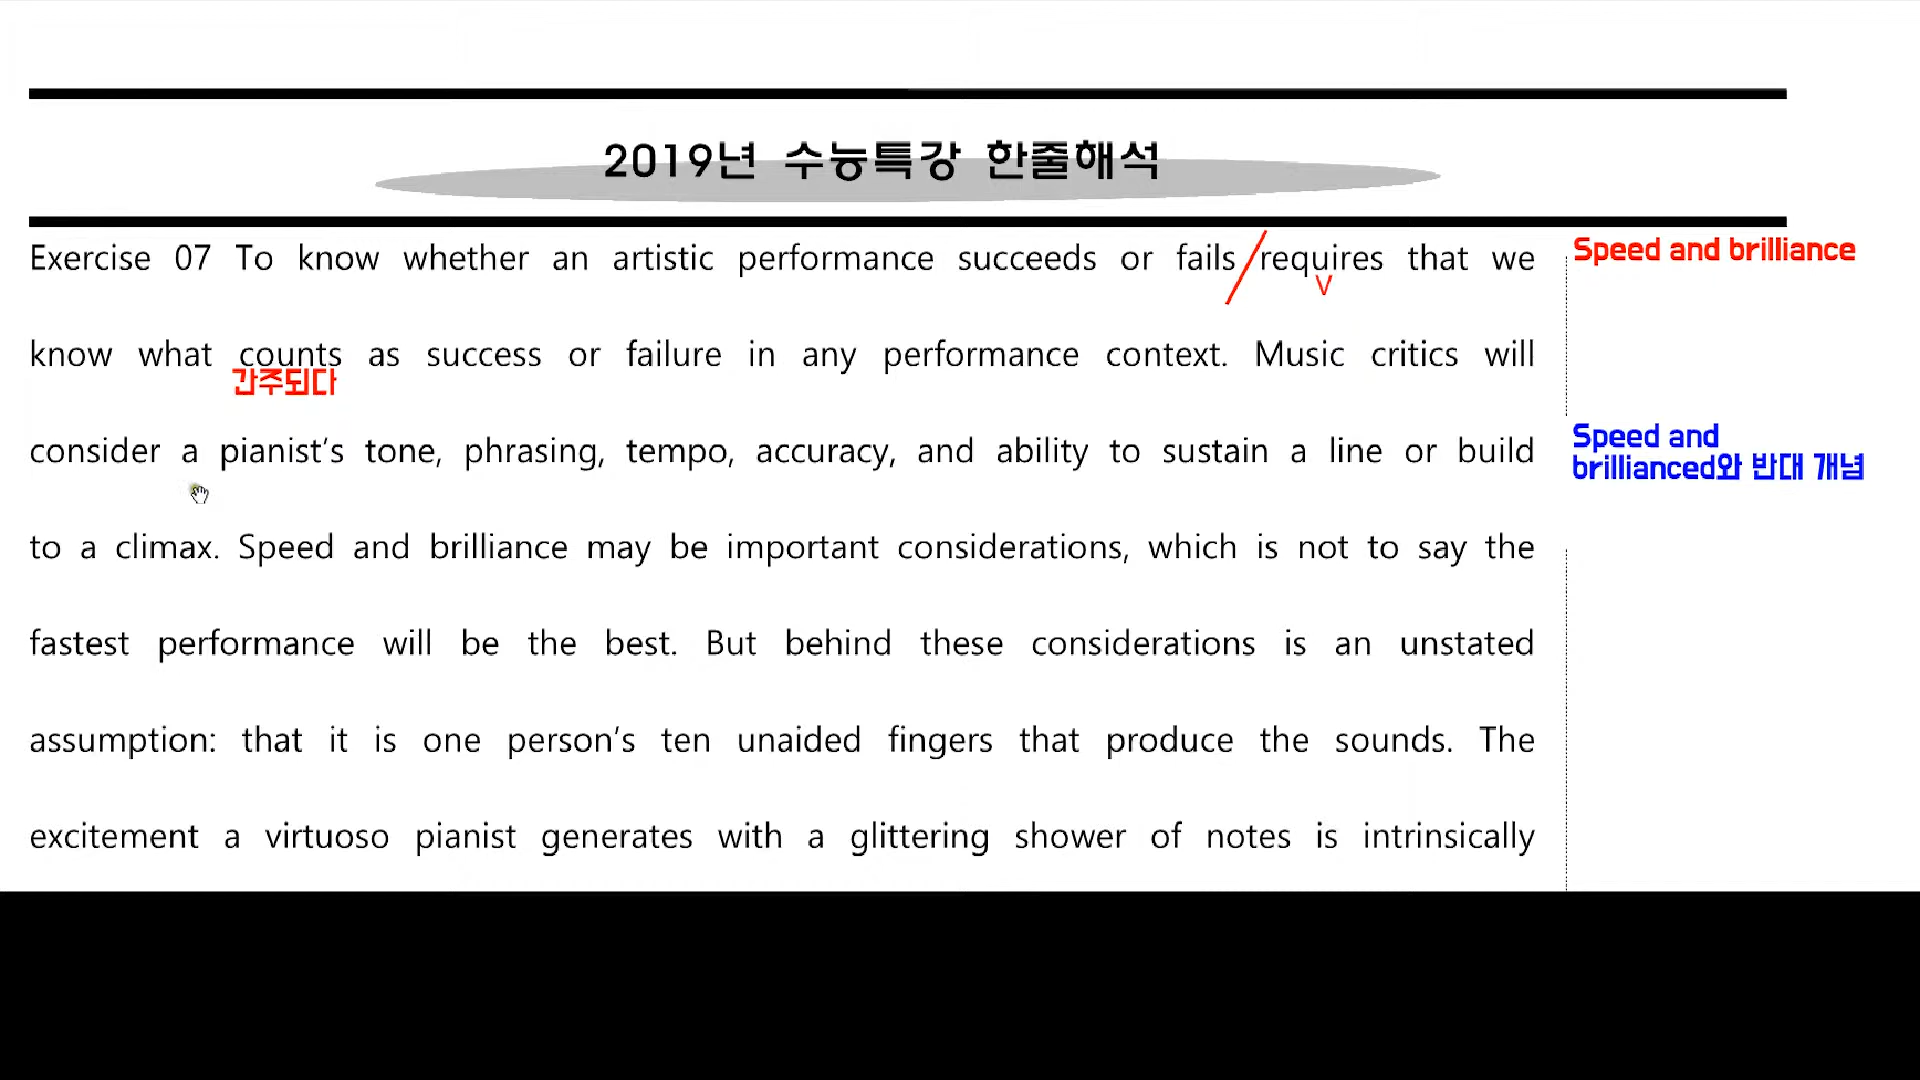 2019년 수능특강 한줄해석
Exercise 07 To know whether an artistic performance succeeds or fails/requires that we
V
know what counts as success or failure in any performance context. Music critics will
간주되다
consider a pianist's tone, phrasing, tempo, accuracy, and ability to sustain a line or build
to a climax. Speed and brilliance may be important considerations, which is not to say the
fastest performance will be the best. But behind these considerations is an unstated
assumption: that it is one person's ten unaided fingers that produce the sounds. The
excitement a virtuoso pianist generates with a glittering shower of notes is intrinsically
Speed and brilliance
Speed and
brillianced와 반대 개념